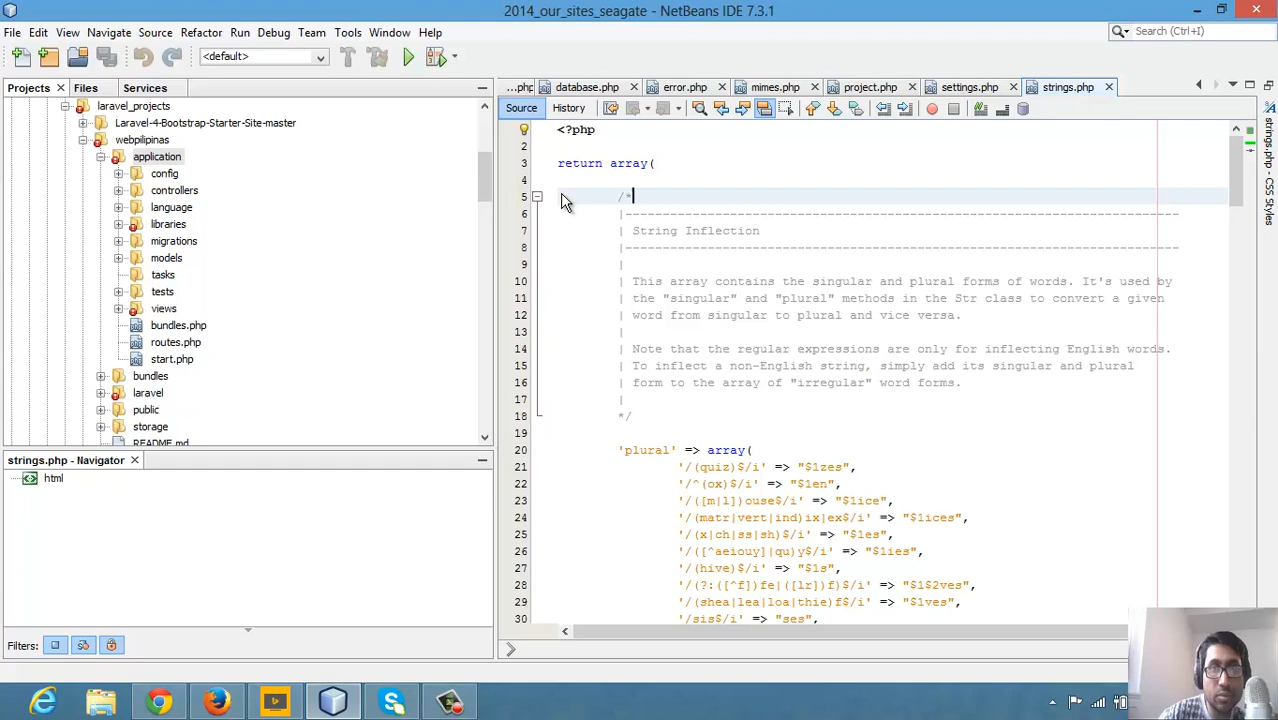 2014_our_sites_seagate - NetBeans IDE 7.3.1
File Edit View Navigate Source Refactor Run Debug Team Tools Window Help
Search (Ctrl+I)
<default>
Projects Files Services
...php database.php error.php mimes.php project.php settings.php strings.php
Source History
laravel_projects
Laravel-4-Bootstrap-Starter-Site-master
webpilipinas
application
config
controllers
language
libraries
migrations
models
tasks
tests
views
bundles.php
routes.php
start.php
bundles
laravel
public
storage
README.md
strings.php - Navigator
html
Filters:
1 <?php
2
3 return array(
4
5 /*
6 |--------------------------------------------------------------------------
7 | String Inflection
8 |--------------------------------------------------------------------------
9 |
10 | This array contains the singular and plural forms of words. It's used by
11 | the "singular" and "plural" methods in the Str class to convert a given
12 | word from singular to plural and vice versa.
13 |
14 | Note that the regular expressions are only for inflecting English words.
15 | To inflect a non-English string, simply add its singular and plural
16 | form to the array of "irregular" word forms.
17 |
18 */
19
20 'plural' => array(
21 '/(quiz)$/i' => "$1zes",
22 '/^(ox)$/i' => "$1en",
23 '/([m|l])ouse$/i' => "$1ice",
24 '/(matr|vert|ind)ix|ex$/i' => "$1ices",
25 '/(x|ch|ss|sh)$/i' => "$1es",
26 '/([^aeiouy]|qu)y$/i' => "$1ies",
27 '/(hive)$/i' => "$1s",
28 '/(?:([^f])fe|([lr])f)$/i' => "$1$2ves",
29 '/(shea|lea|loa|thie)f$/i' => "$1ves",
30 '/sis$/i' => "ses",
strings.php - CSS Styles